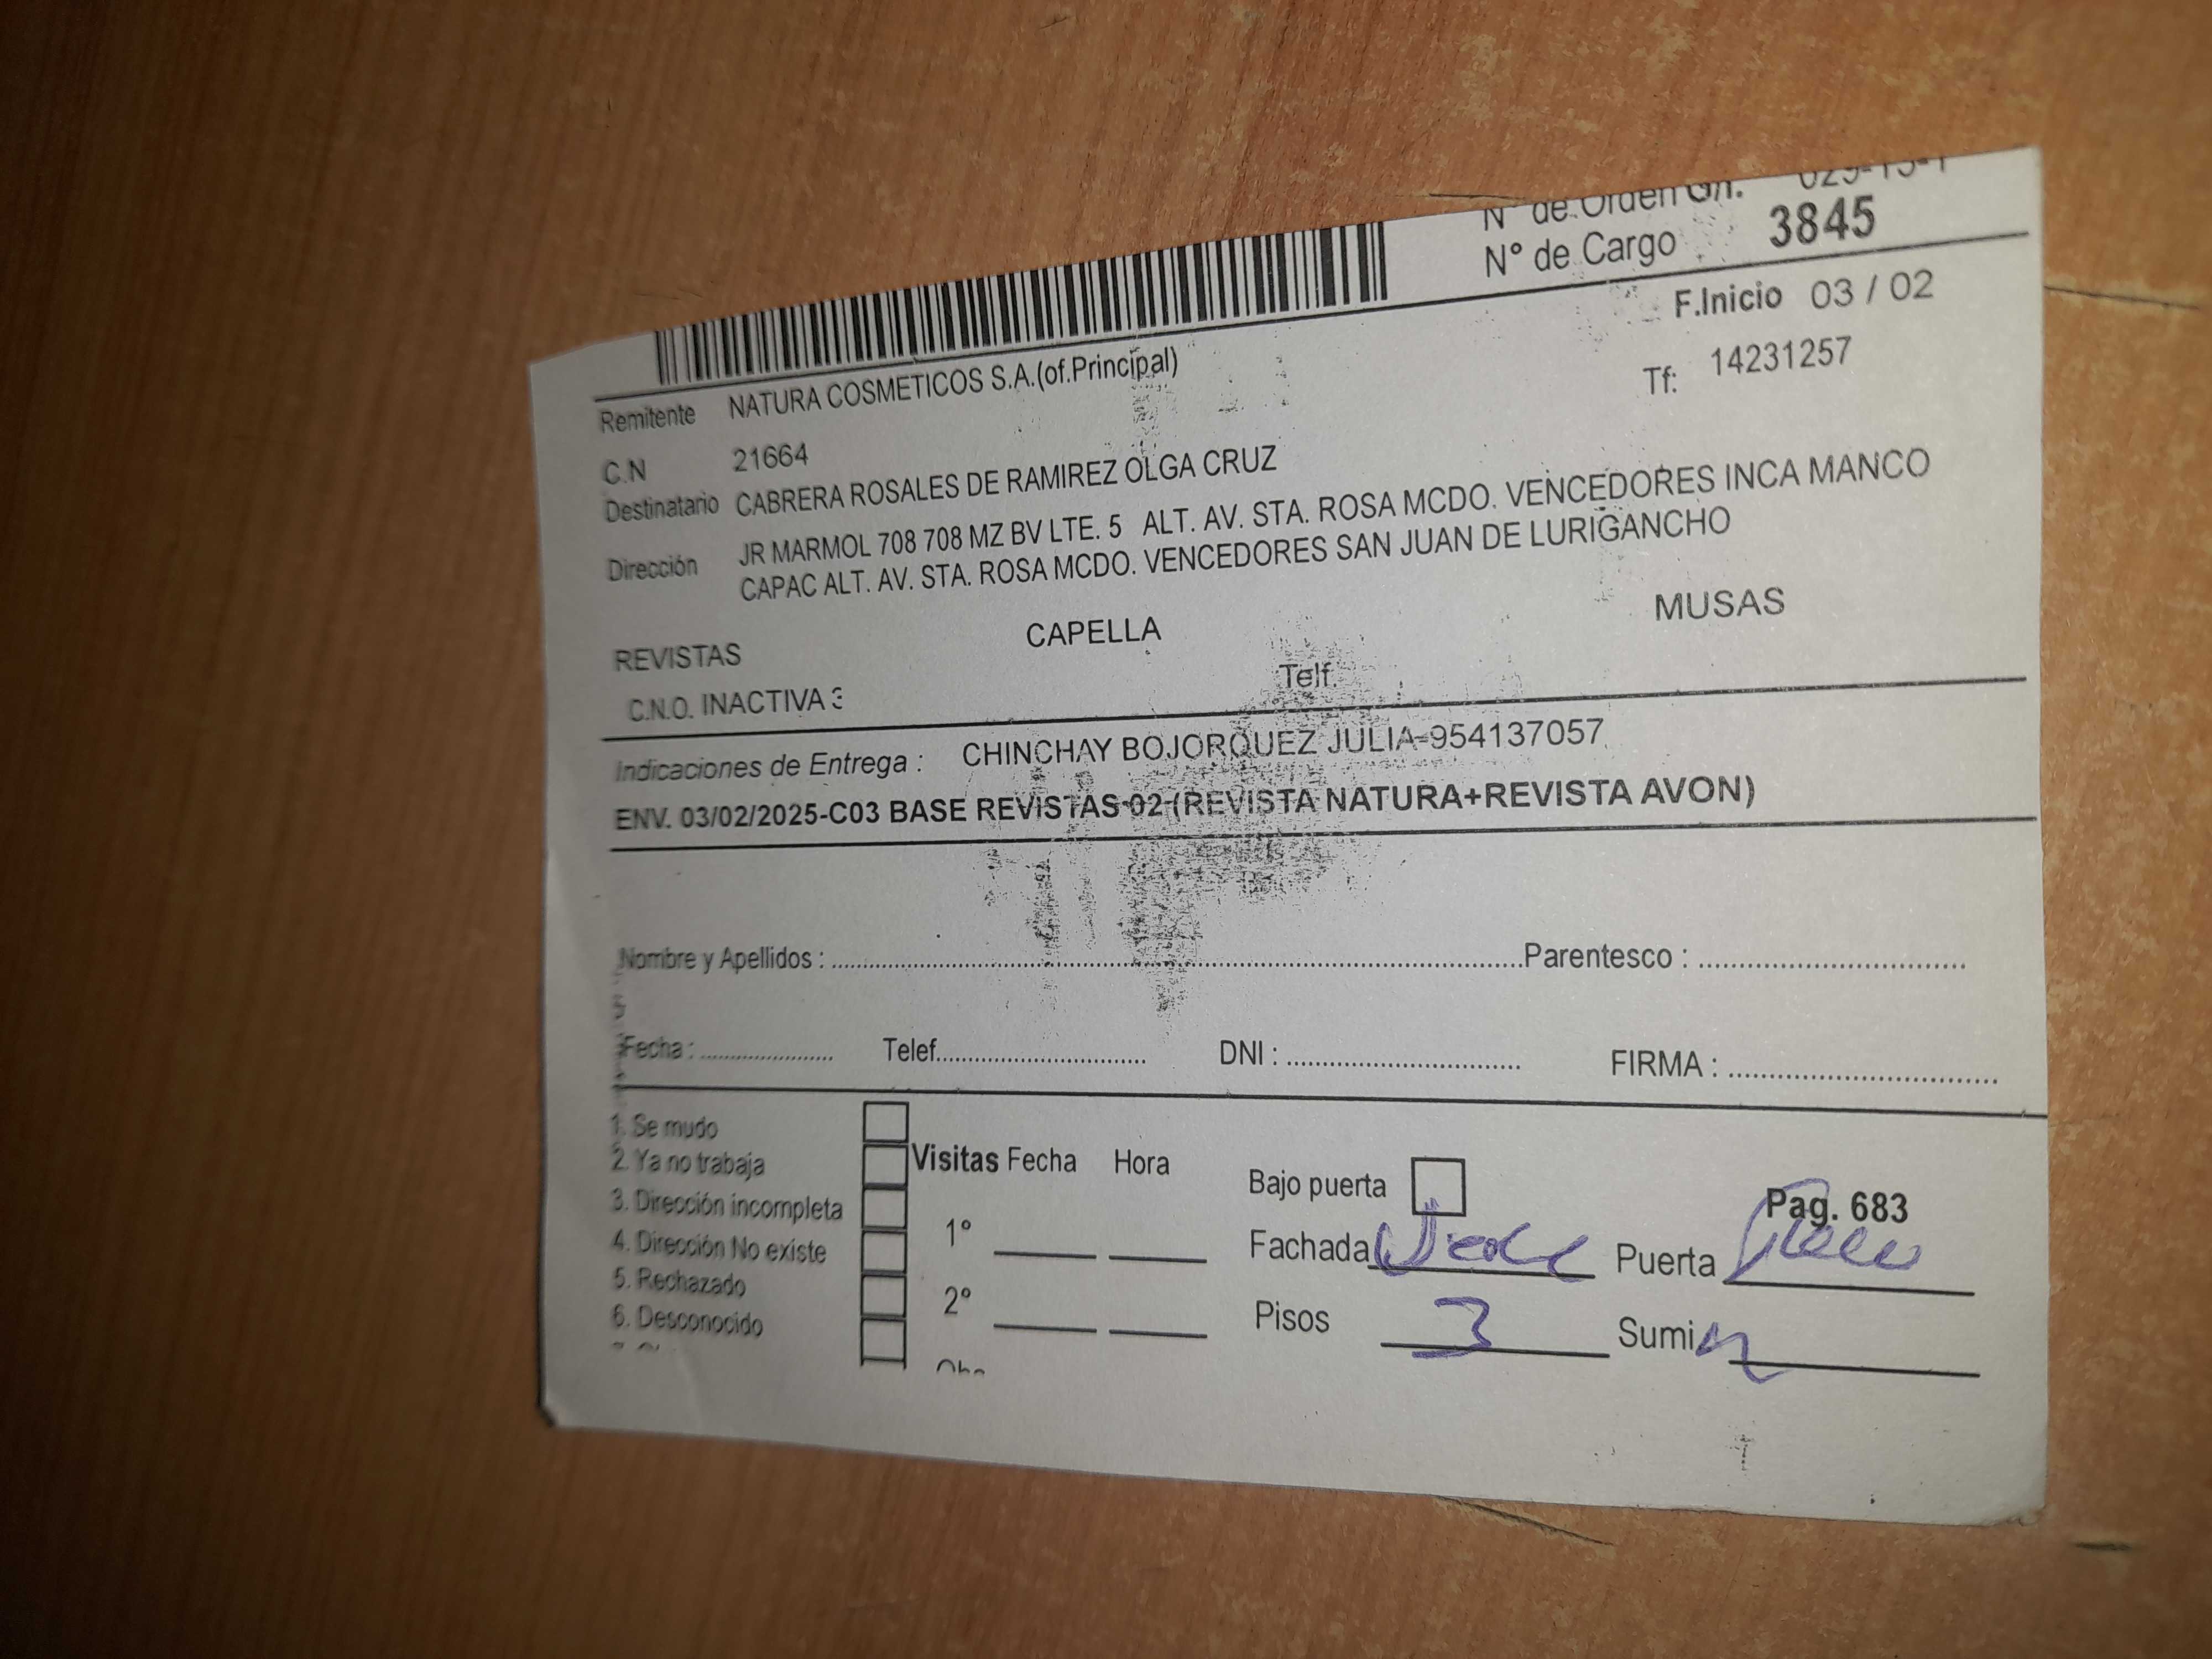 N° de Orden G/I. 029-15-1
N° de Cargo 3845
F.Inicio 03 / 02
Remitente NATURA COSMETICOS S.A.(of.Principal)
Tf: 14231257
C.N 21664
Destinatario CABRERA ROSALES DE RAMIREZ OLGA CRUZ
Dirección JR MARMOL 708 708 MZ BV LTE. 5 ALT. AV. STA. ROSA MCDO. VENCEDORES INCA MANCO
CAPAC ALT. AV. STA. ROSA MCDO. VENCEDORES SAN JUAN DE LURIGANCHO
REVISTAS CAPELLA MUSAS
C.N.O. INACTIVA 3 Telf.
Indicaciones de Entrega : CHINCHAY BOJORQUEZ JULIA-954137057
ENV. 03/02/2025-C03 BASE REVISTAS 02-(REVISTA NATURA+REVISTA AVON)
Nombre y Apellidos : Parentesco :
Fecha : Telef. DNI : FIRMA :
1. Se mudo
2. Ya no trabaja
3. Dirección incompleta
4. Dirección No existe
5. Rechazado
6. Desconocido
Visitas Fecha Hora
1°
2°
Bajo puerta
Pag. 683
Fachada Puerta
Pisos 3 Sumi